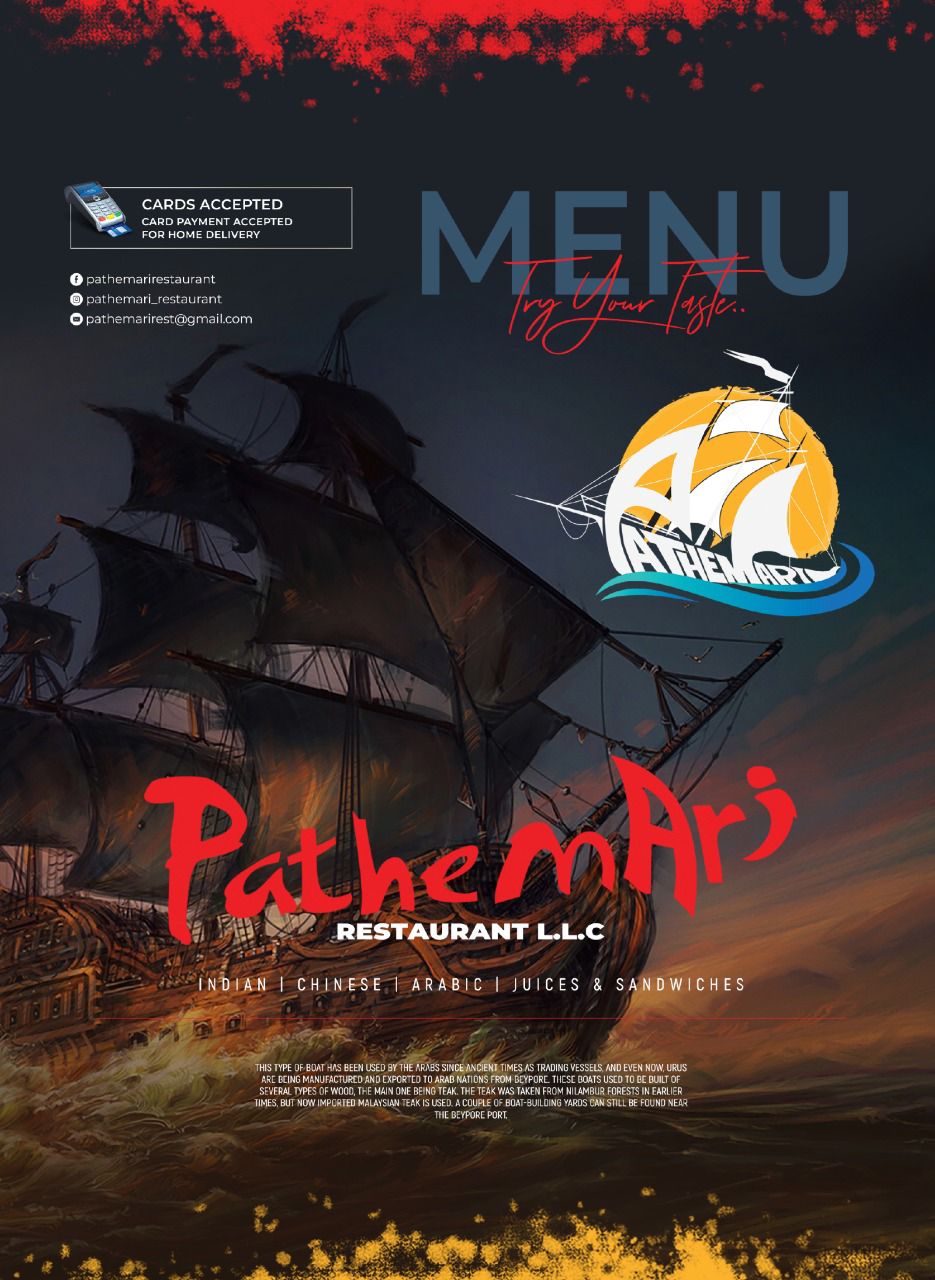 CARDS ACCEPTED
CARD PAYMENT ACCEPTED
FOR HOME DELIVERY
pathemarirestaurant
pathemari_restaurant
pathemarirest@gmail.com
MENU
Try Your Taste..
PATHEMARI
PathemAri
RESTAURANT L.L.C
INDIAN | CHINESE | ARABIC | JUICES & SANDWICHES
THIS TYPE OF BOAT HAS BEEN USED BY THE ARABS SINCE ANCIENT TIMES AS TRADING VESSELS, AND EVEN NOW, URUS
ARE BEING MANUFACTURED AND EXPORTED TO ARAB NATIONS FROM BEYPORE. THESE BOATS USED TO BE BUILT OF
SEVERAL TYPES OF WOOD, THE MAIN ONE BEING TEAK. THE TEAK WAS TAKEN FROM NILAMBUR FORESTS IN EARLIER
TIMES, BUT NOW IMPORTED MALAYSIAN TEAK IS USED. A COUPLE OF BOAT-BUILDING YARDS CAN STILL BE FOUND NEAR
THE BEYPORE PORT.